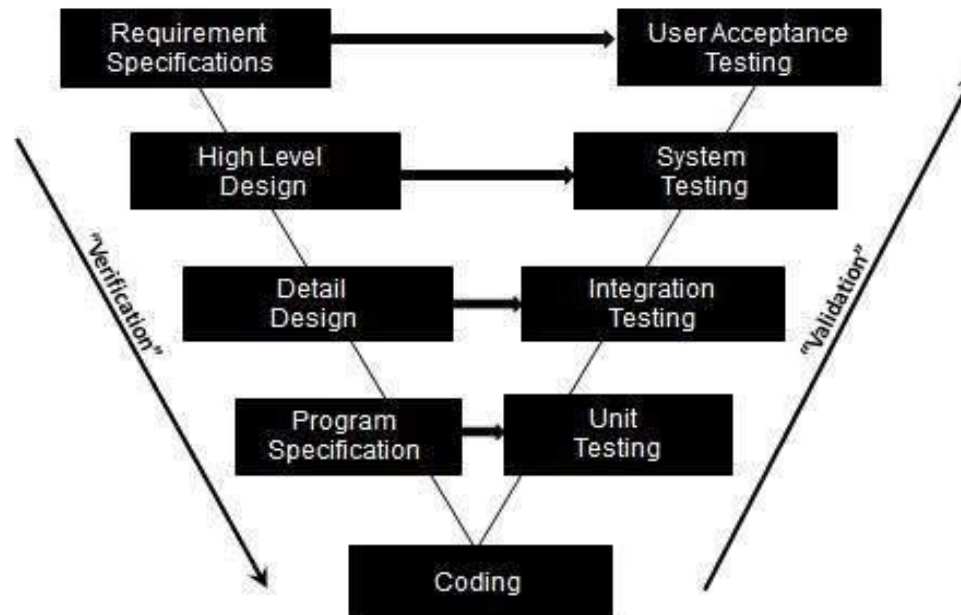 Requirement
Specifications
User Acceptance
Testing
High Level
Design
System
Testing
"Verification"
"Validation"
Detail
Design
Integration
Testing
Program
Specification
Unit
Testing
Coding